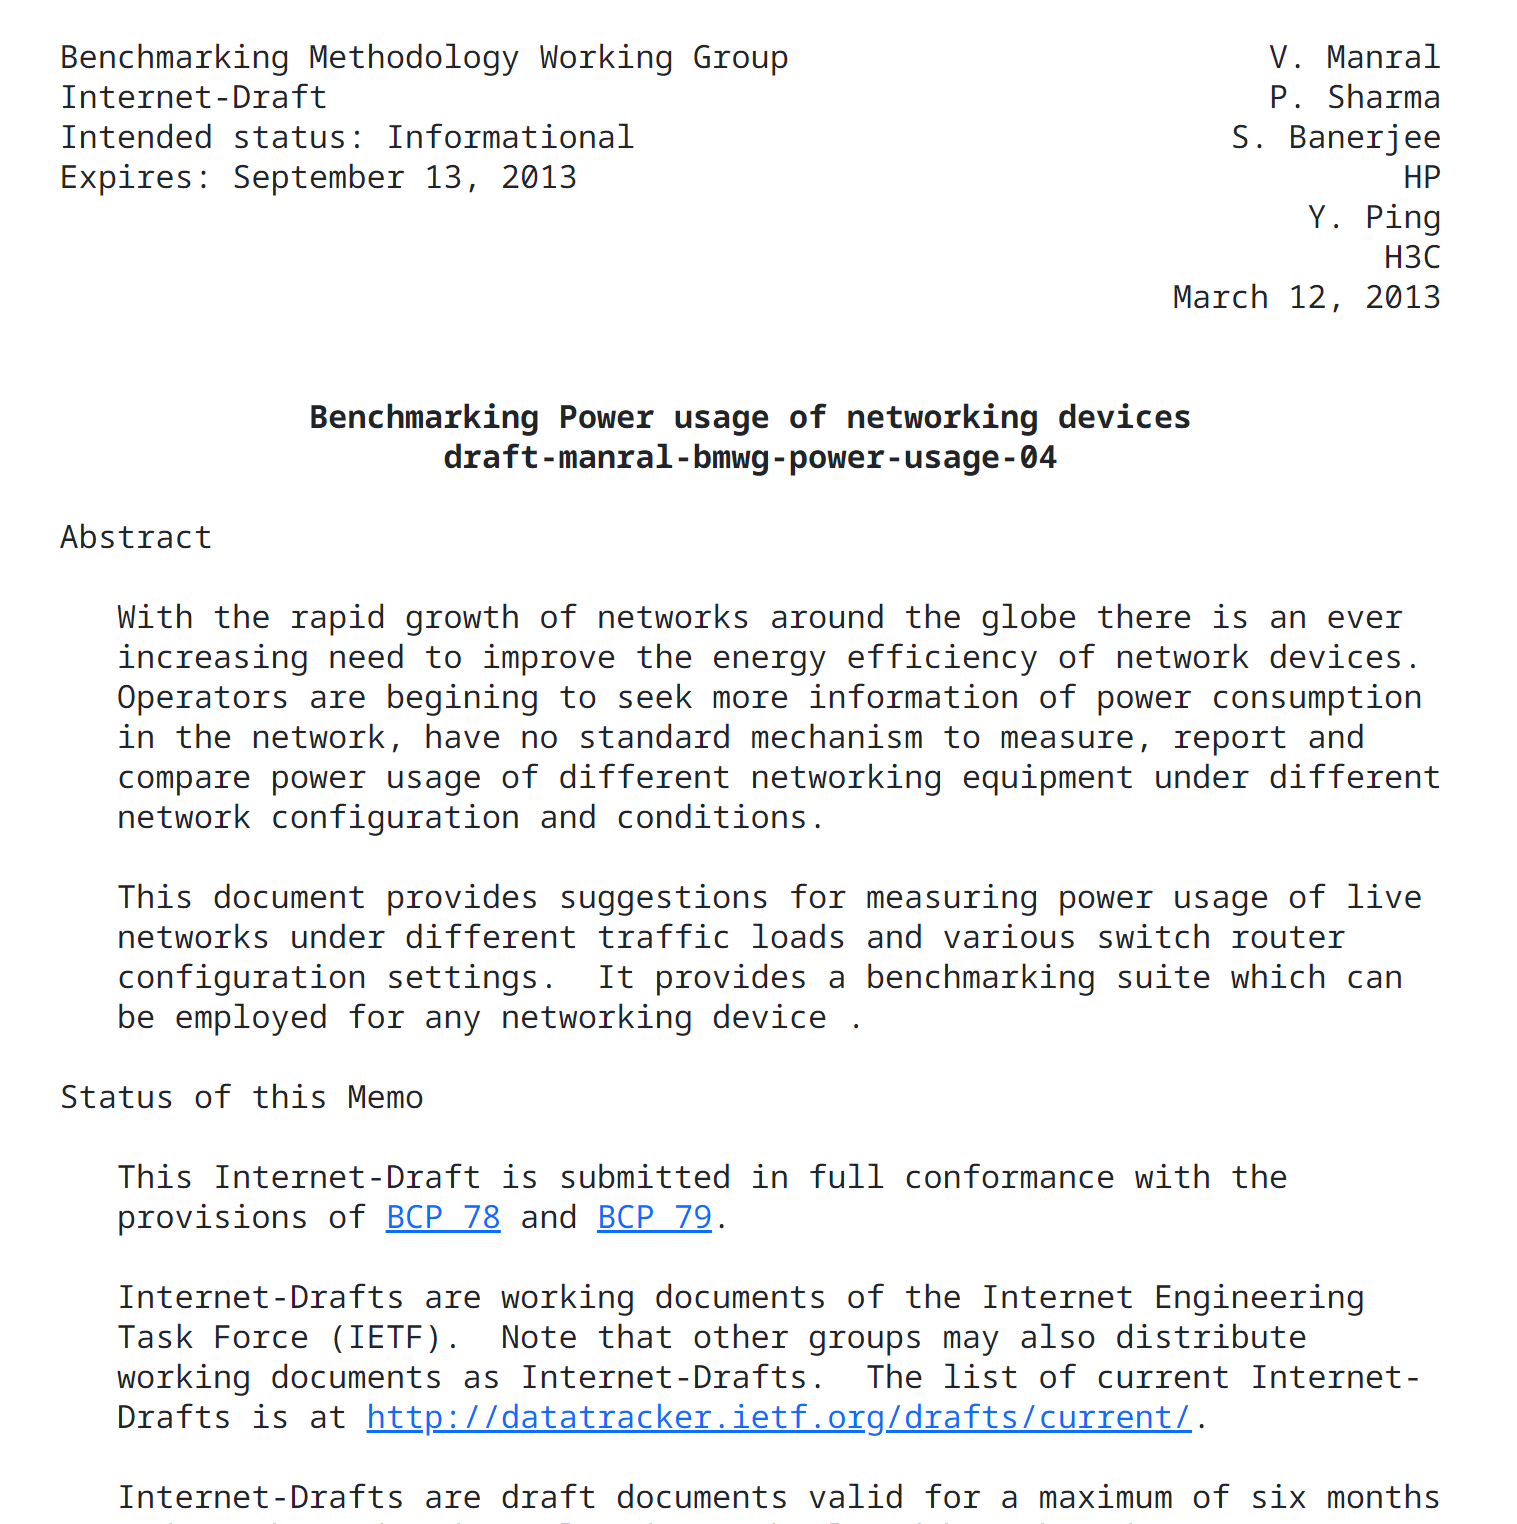 Benchmarking Methodology Working Group                         V. Manral
Internet-Draft                                                 P. Sharma
Intended status: Informational                               S. Banerjee
Expires: September 13, 2013                                           HP
                                                                 Y. Ping
                                                                     H3C
                                                          March 12, 2013
Benchmarking Power usage of networking devices
draft-manral-bmwg-power-usage-04
Abstract
With the rapid growth of networks around the globe there is an ever
increasing need to improve the energy efficiency of network devices.
Operators are begining to seek more information of power consumption
in the network, have no standard mechanism to measure, report and
compare power usage of different networking equipment under different
network configuration and conditions.
This document provides suggestions for measuring power usage of live
networks under different traffic loads and various switch router
configuration settings.  It provides a benchmarking suite which can
be employed for any networking device .
Status of this Memo
This Internet-Draft is submitted in full conformance with the
provisions of BCP 78 and BCP 79.
Internet-Drafts are working documents of the Internet Engineering
Task Force (IETF).  Note that other groups may also distribute
working documents as Internet-Drafts.  The list of current Internet-
Drafts is at http://datatracker.ietf.org/drafts/current/.
Internet-Drafts are draft documents valid for a maximum of six months